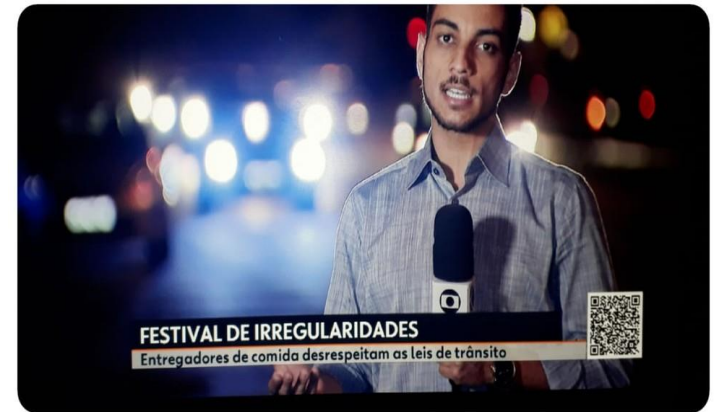 FESTIVAL DE IRREGULARIDADES
Entregadores de comida desrespeitam as leis de trânsito